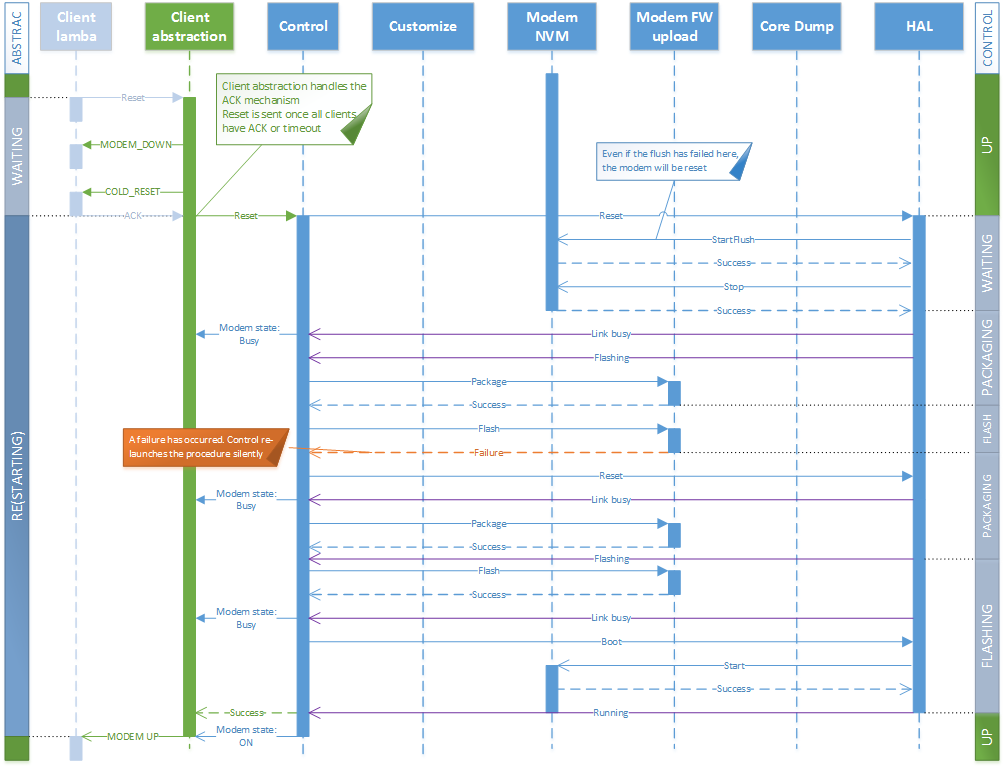 ABSTRAC
Client
lamba
Client
abstraction
Control
Customize
Modem
NVM
Modem FW
upload
Core Dump
HAL
CONTROL
Client abstraction handles the
ACK mechanism
Reset is sent once all clients
have ACK or timeout
Reset
WAITING
MODEM_DOWN
UP
Even if the flush has failed here,
the modem will be reset
COLD_RESET
ACK
Reset
Reset
StartFlush
WAITING
Success
Stop
Success
Modem state:
Busy
Link busy
Flashing
PACKAGING
Package
Success
Flash
FLASH
A failure has occurred. Control re-
launches the procedure silently
Failure
RE(STARTING)
Reset
Modem state:
Busy
Link busy
PACKAGING
Package
Success
Flashing
Flash
Success
Modem state:
Busy
Link busy
FLASHING
Boot
Start
Success
Success
Running
MODEM UP
Modem state:
ON
UP